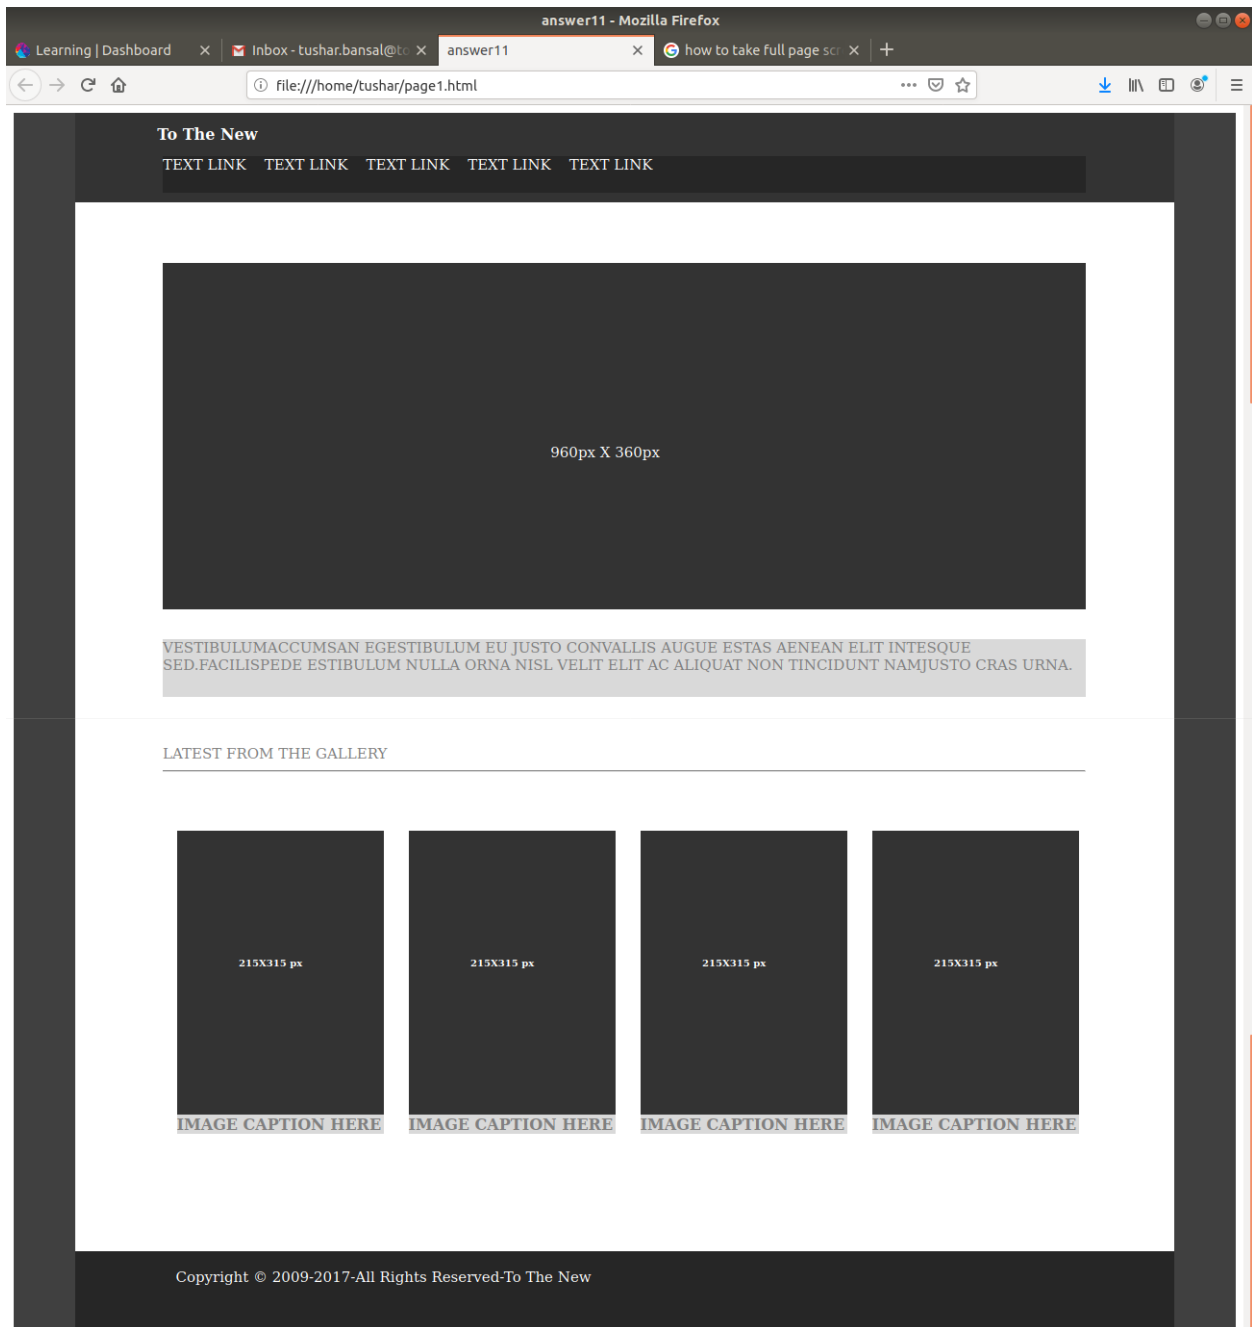 answer11 - Mozilla Firefox
Learning | Dashboard
Inbox - tushar.bansal@to
answer11
how to take full page scr
file:///home/tushar/page1.html
To The New
TEXT LINK TEXT LINK TEXT LINK TEXT LINK TEXT LINK
960px X 360px
VESTIBULUMACCUMSAN EGESTIBULUM EU JUSTO CONVALLIS AUGUE ESTAS AENEAN ELIT INTESQUE
SED.FACILISPEDE ESTIBULUM NULLA ORNA NISL VELIT ELIT AC ALIQUAT NON TINCIDUNT NAMJUSTO CRAS URNA.
LATEST FROM THE GALLERY
215X315 px 215X315 px 215X315 px 215X315 px
IMAGE CAPTION HERE IMAGE CAPTION HERE IMAGE CAPTION HERE IMAGE CAPTION HERE
Copyright © 2009-2017-All Rights Reserved-To The New